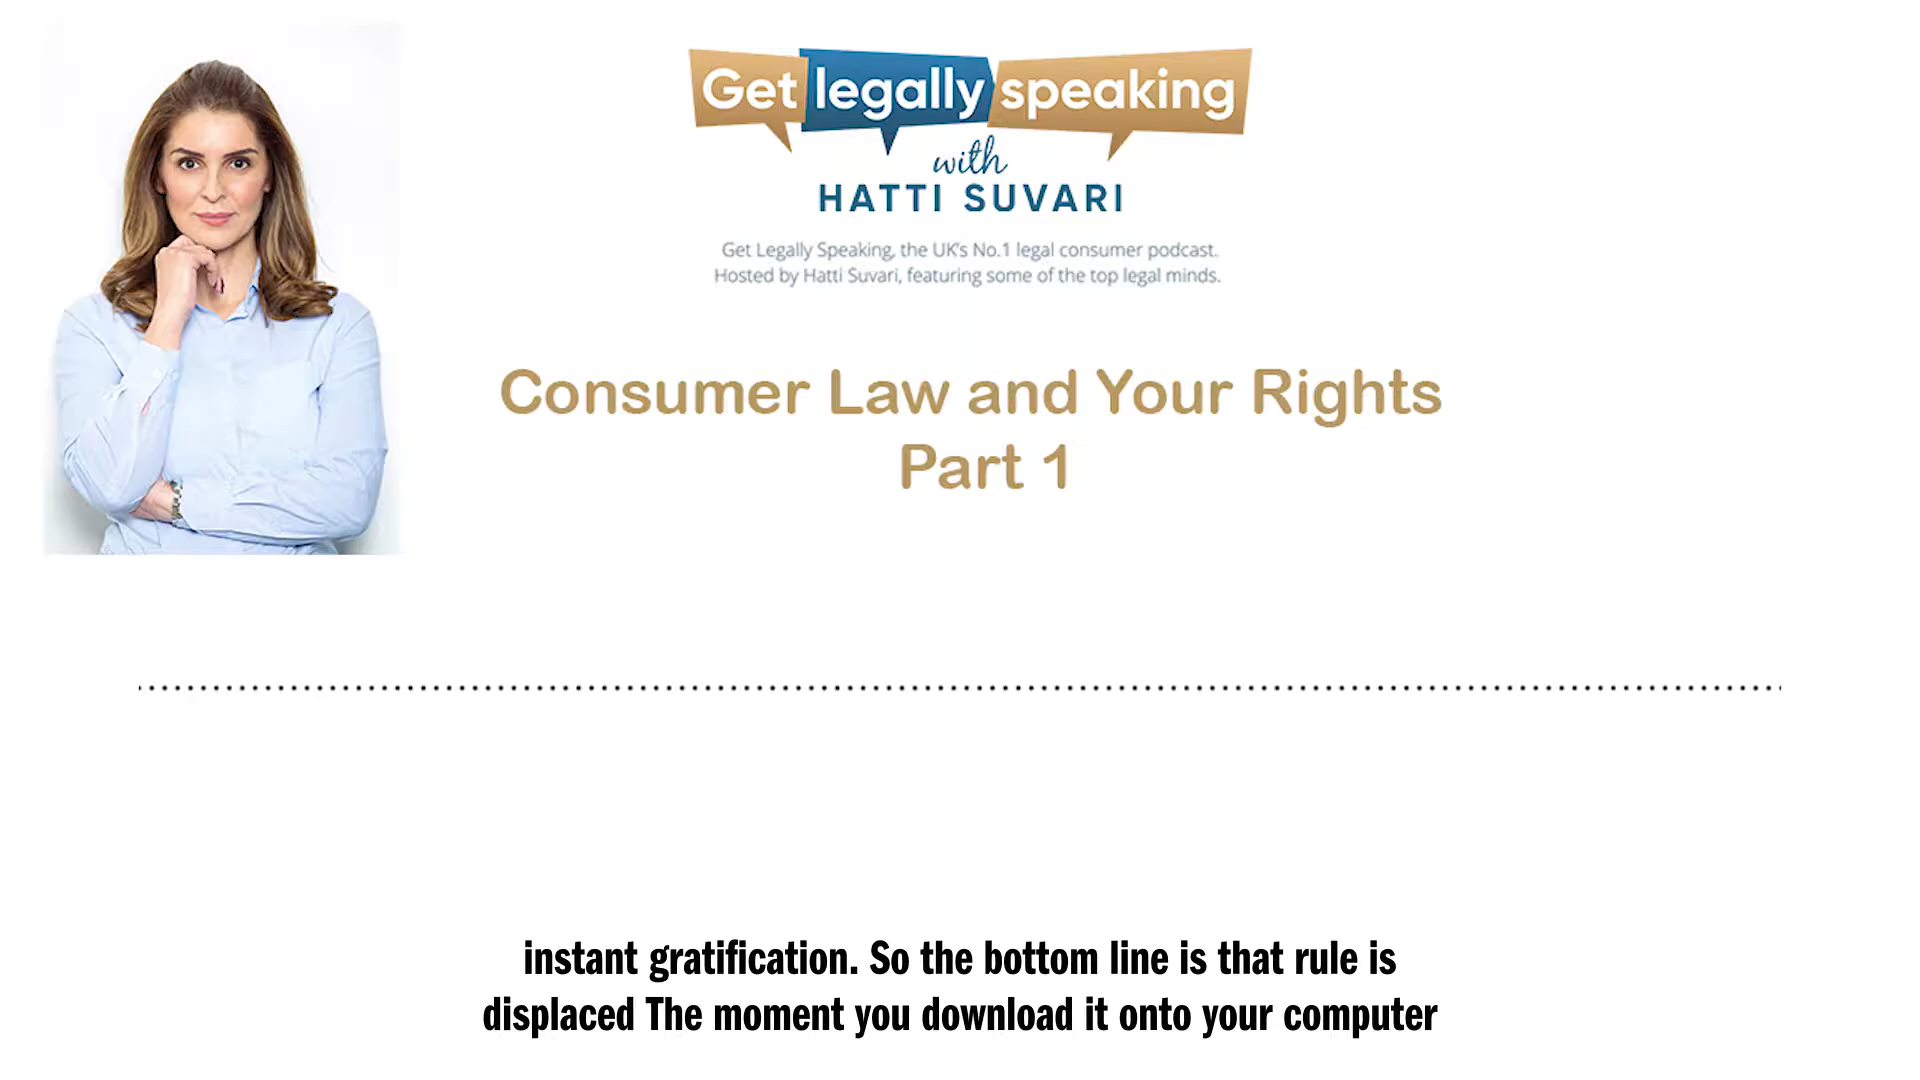 Get legally speaking
with
HATTI SUVARI
Get Legally Speaking, the UK's No.1 legal consumer podcast.
Hosted by Hatti Suvari, featuring some of the top legal minds.
Consumer Law and Your Rights
Part 1
instant gratification. So the bottom line is that rule is
displaced The moment you download it onto your computer